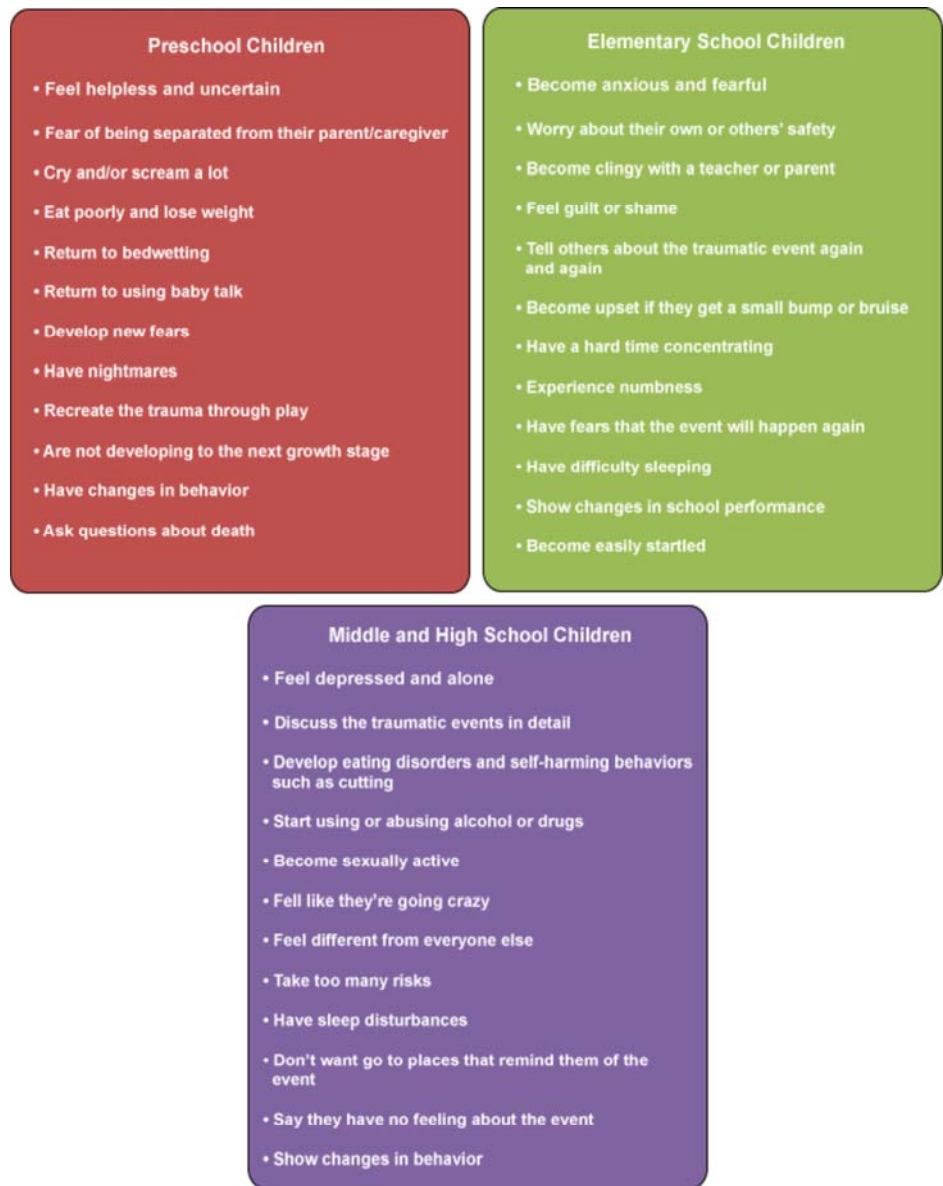 Preschool Children
• Feel helpless and uncertain
• Fear of being separated from their parent/caregiver
• Cry and/or scream a lot
• Eat poorly and lose weight
• Return to bedwetting
• Return to using baby talk
• Develop new fears
• Have nightmares
• Recreate the trauma through play
• Are not developing to the next growth stage
• Have changes in behavior
• Ask questions about death
Elementary School Children
• Become anxious and fearful
• Worry about their own or others' safety
• Become clingy with a teacher or parent
• Feel guilt or shame
• Tell others about the traumatic event again
and again
• Become upset if they get a small bump or bruise
• Have a hard time concentrating
• Experience numbness
• Have fears that the event will happen again
• Have difficulty sleeping
• Show changes in school performance
• Become easily startled
Middle and High School Children
• Feel depressed and alone
• Discuss the traumatic events in detail
• Develop eating disorders and self-harming behaviors
such as cutting
• Start using or abusing alcohol or drugs
• Become sexually active
• Fell like they're going crazy
• Feel different from everyone else
• Take too many risks
• Have sleep disturbances
• Don't want go to places that remind them of the
event
• Say they have no feeling about the event
• Show changes in behavior